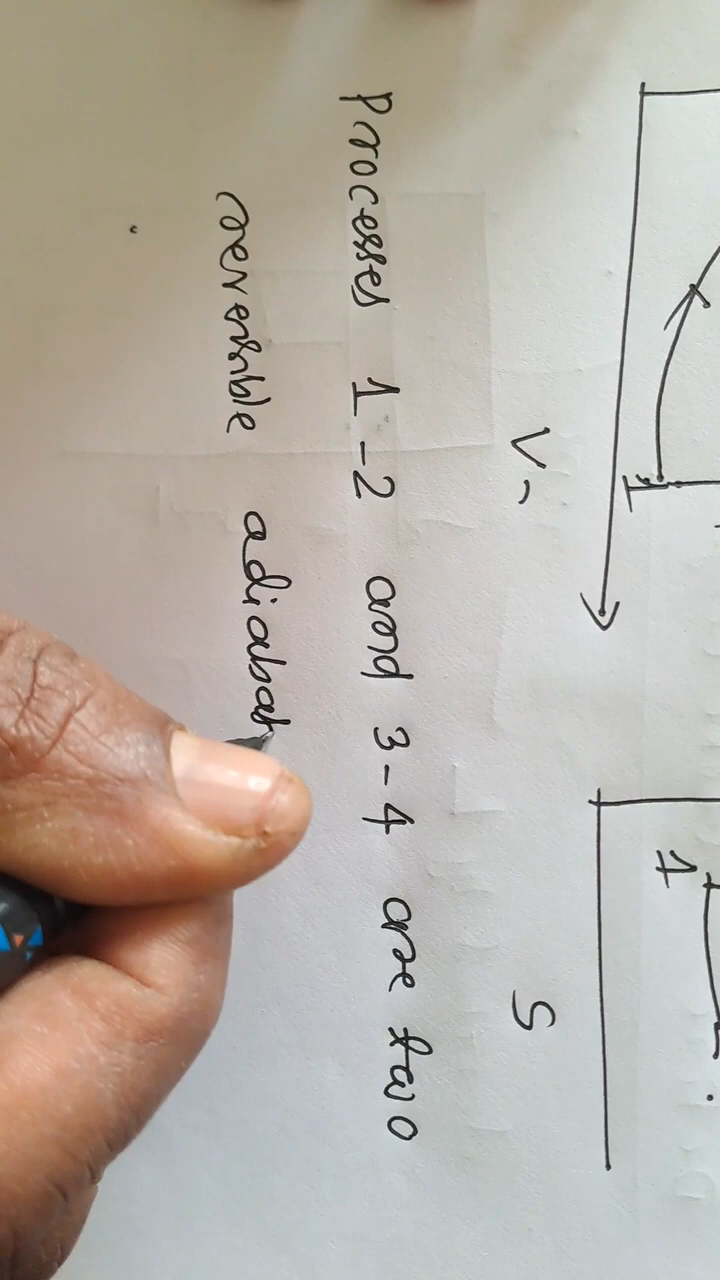 1
1
V,
S
Processes 1-2 and 3-4 are two
reversible adiabat